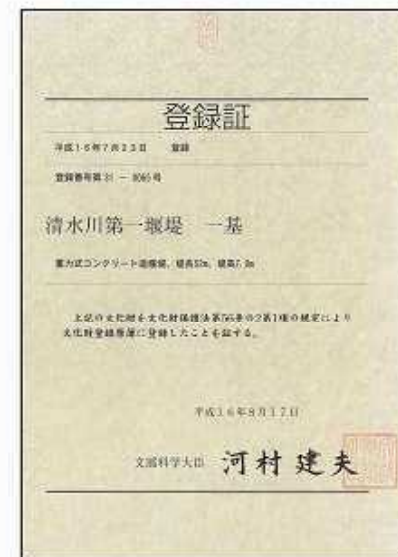 登録証
平成16年7月23日 登録
登録番号第31-0065号
清水川第一堰堤 一基
重力式コンクリート造堰堤、堤長52m、堤高7.0m
上記の文化財を文化財保護法第56条の2第1項の規定により
文化財登録原簿に登録したことを証する。
平成16年8月17日
文部科学大臣 河村建夫